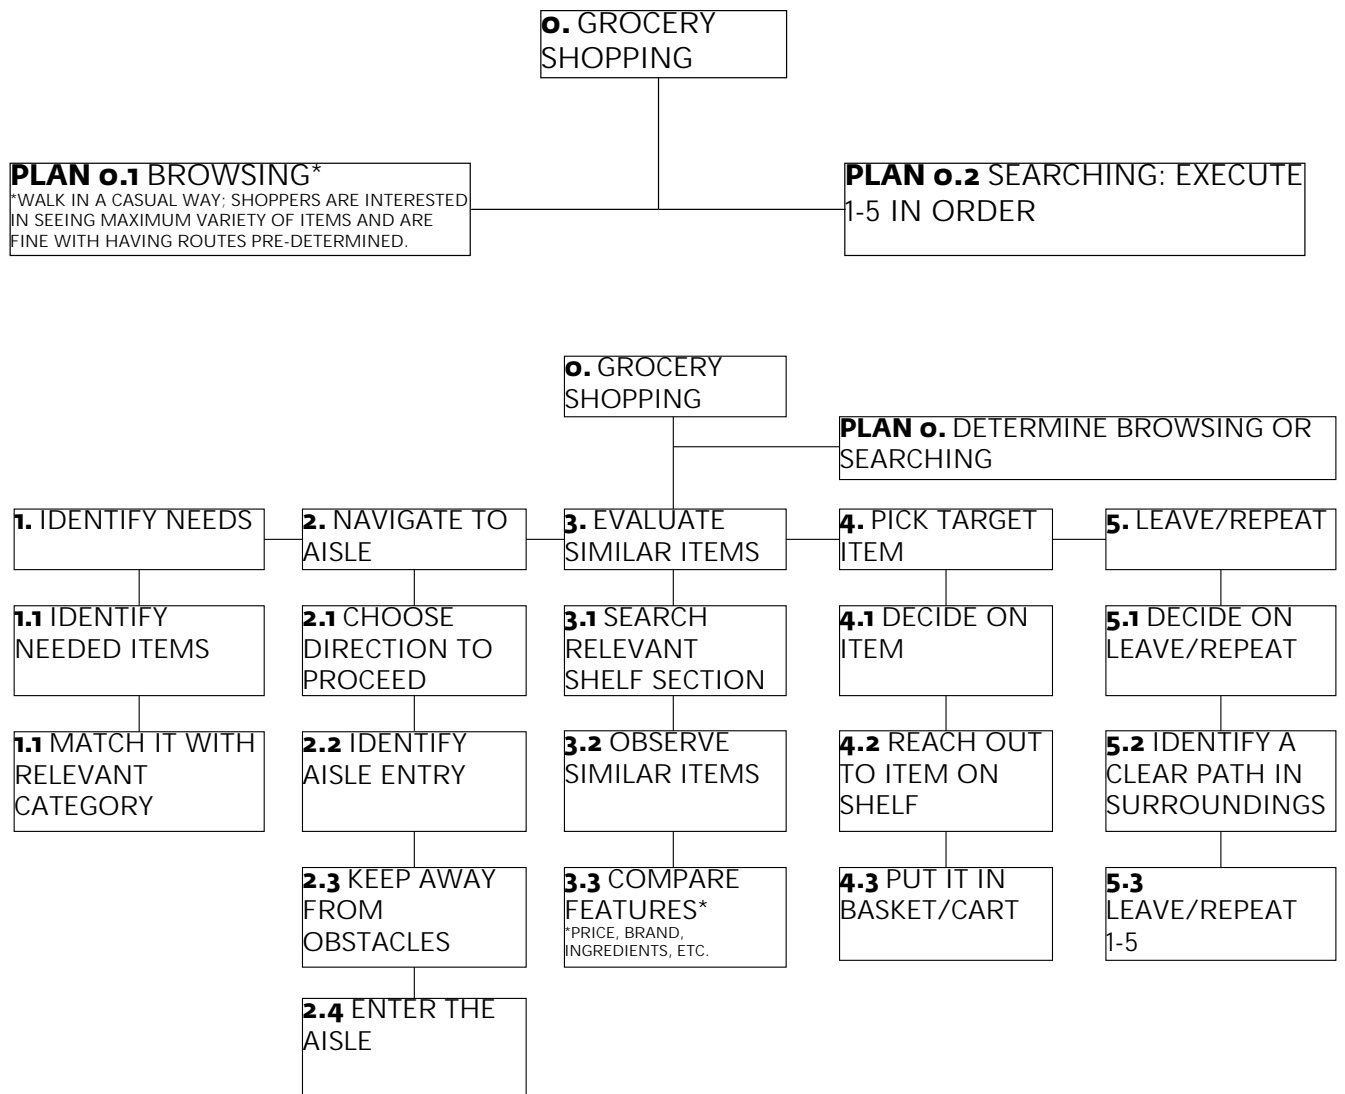 0. GROCERY
SHOPPING
PLAN 0.1 BROWSING*
*WALK IN A CASUAL WAY; SHOPPERS ARE INTERESTED
IN SEEING MAXIMUM VARIETY OF ITEMS AND ARE
FINE WITH HAVING ROUTES PRE-DETERMINED.
PLAN 0.2 SEARCHING: EXECUTE
1-5 IN ORDER
0. GROCERY
SHOPPING
PLAN 0. DETERMINE BROWSING OR
SEARCHING
1. IDENTIFY NEEDS
2. NAVIGATE TO
AISLE
3. EVALUATE
SIMILAR ITEMS
4. PICK TARGET
ITEM
5. LEAVE/REPEAT
1.1 IDENTIFY
NEEDED ITEMS
2.1 CHOOSE
DIRECTION TO
PROCEED
3.1 SEARCH
RELEVANT
SHELF SECTION
4.1 DECIDE ON
ITEM
5.1 DECIDE ON
LEAVE/REPEAT
1.1 MATCH IT WITH
RELEVANT
CATEGORY
2.2 IDENTIFY
AISLE ENTRY
3.2 OBSERVE
SIMILAR ITEMS
4.2 REACH OUT
TO ITEM ON
SHELF
5.2 IDENTIFY A
CLEAR PATH IN
SURROUNDINGS
2.3 KEEP AWAY
FROM
OBSTACLES
3.3 COMPARE
FEATURES*
*PRICE, BRAND,
INGREDIENTS, ETC.
4.3 PUT IT IN
BASKET/CART
5.3
LEAVE/REPEAT
1-5
2.4 ENTER THE
AISLE